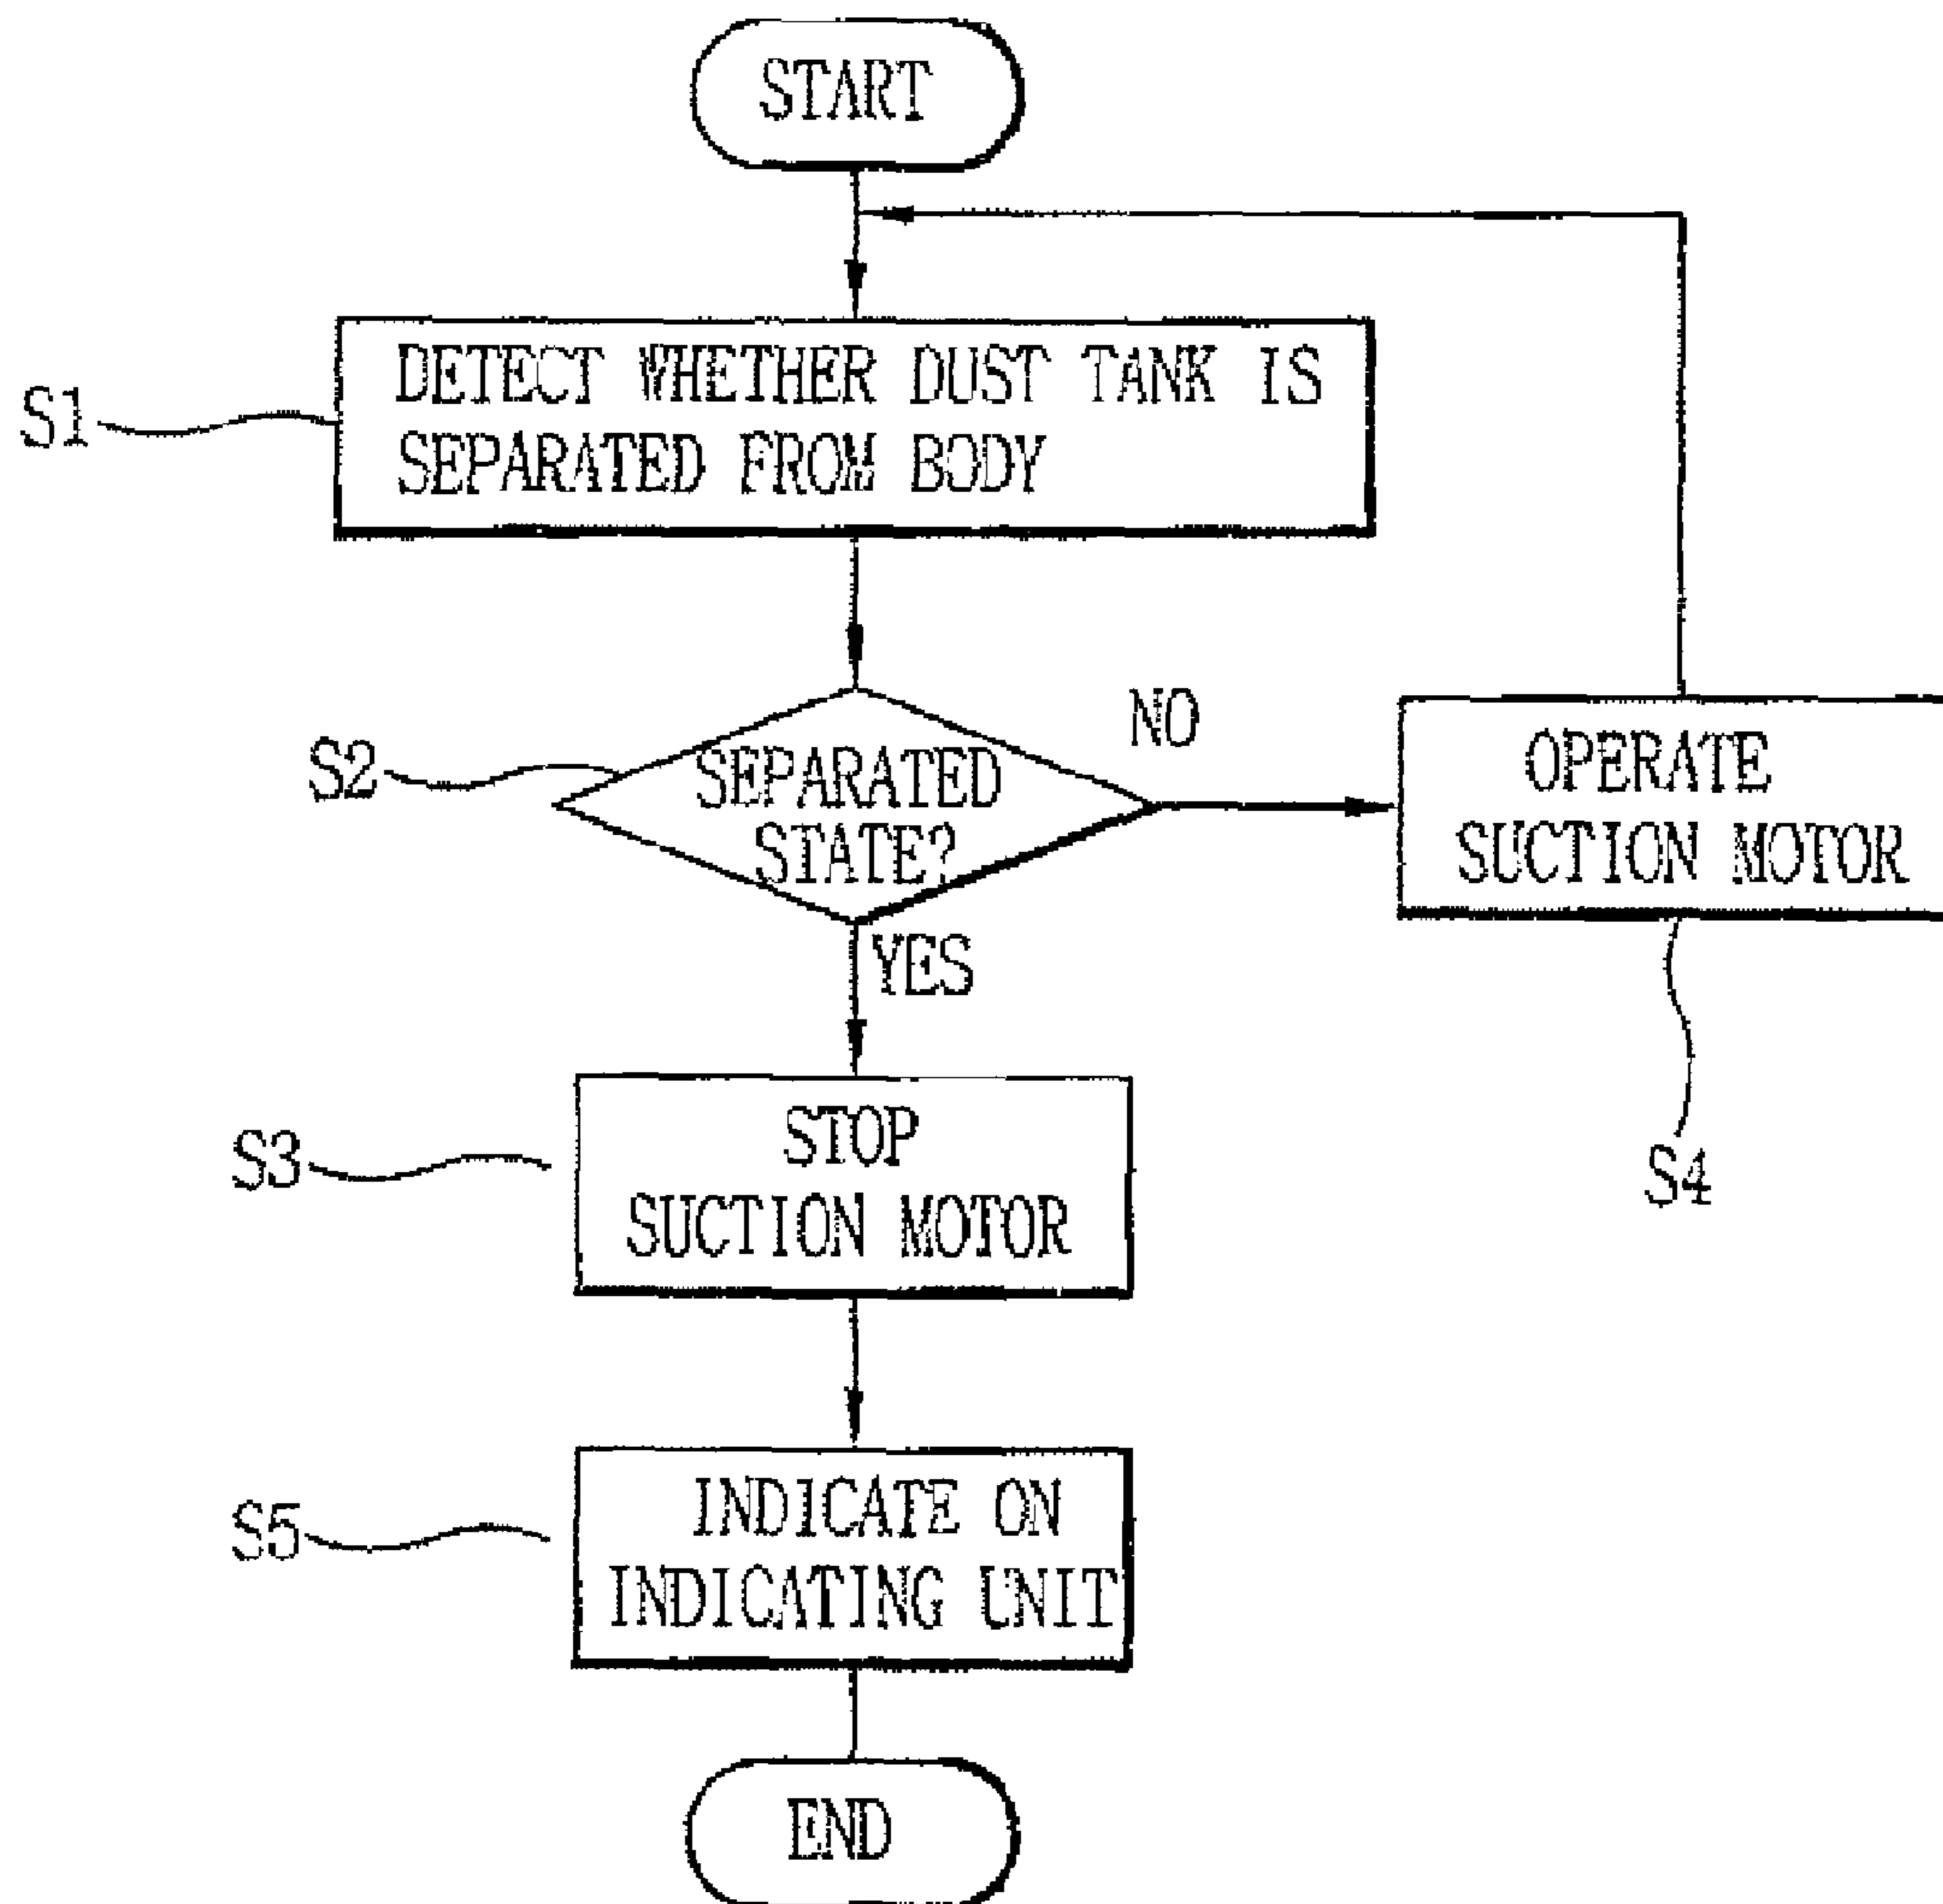 START
DETECT WHETHER DUST TANK IS
SEPARATED FROM BODY
S1
SEPARATED
STATE?
S2
NO
OPERATE
SUCTION MOTOR
S4
YES
STOP
SUCTION MOTOR
S3
INDICATE ON
INDICATING UNIT
S5
END